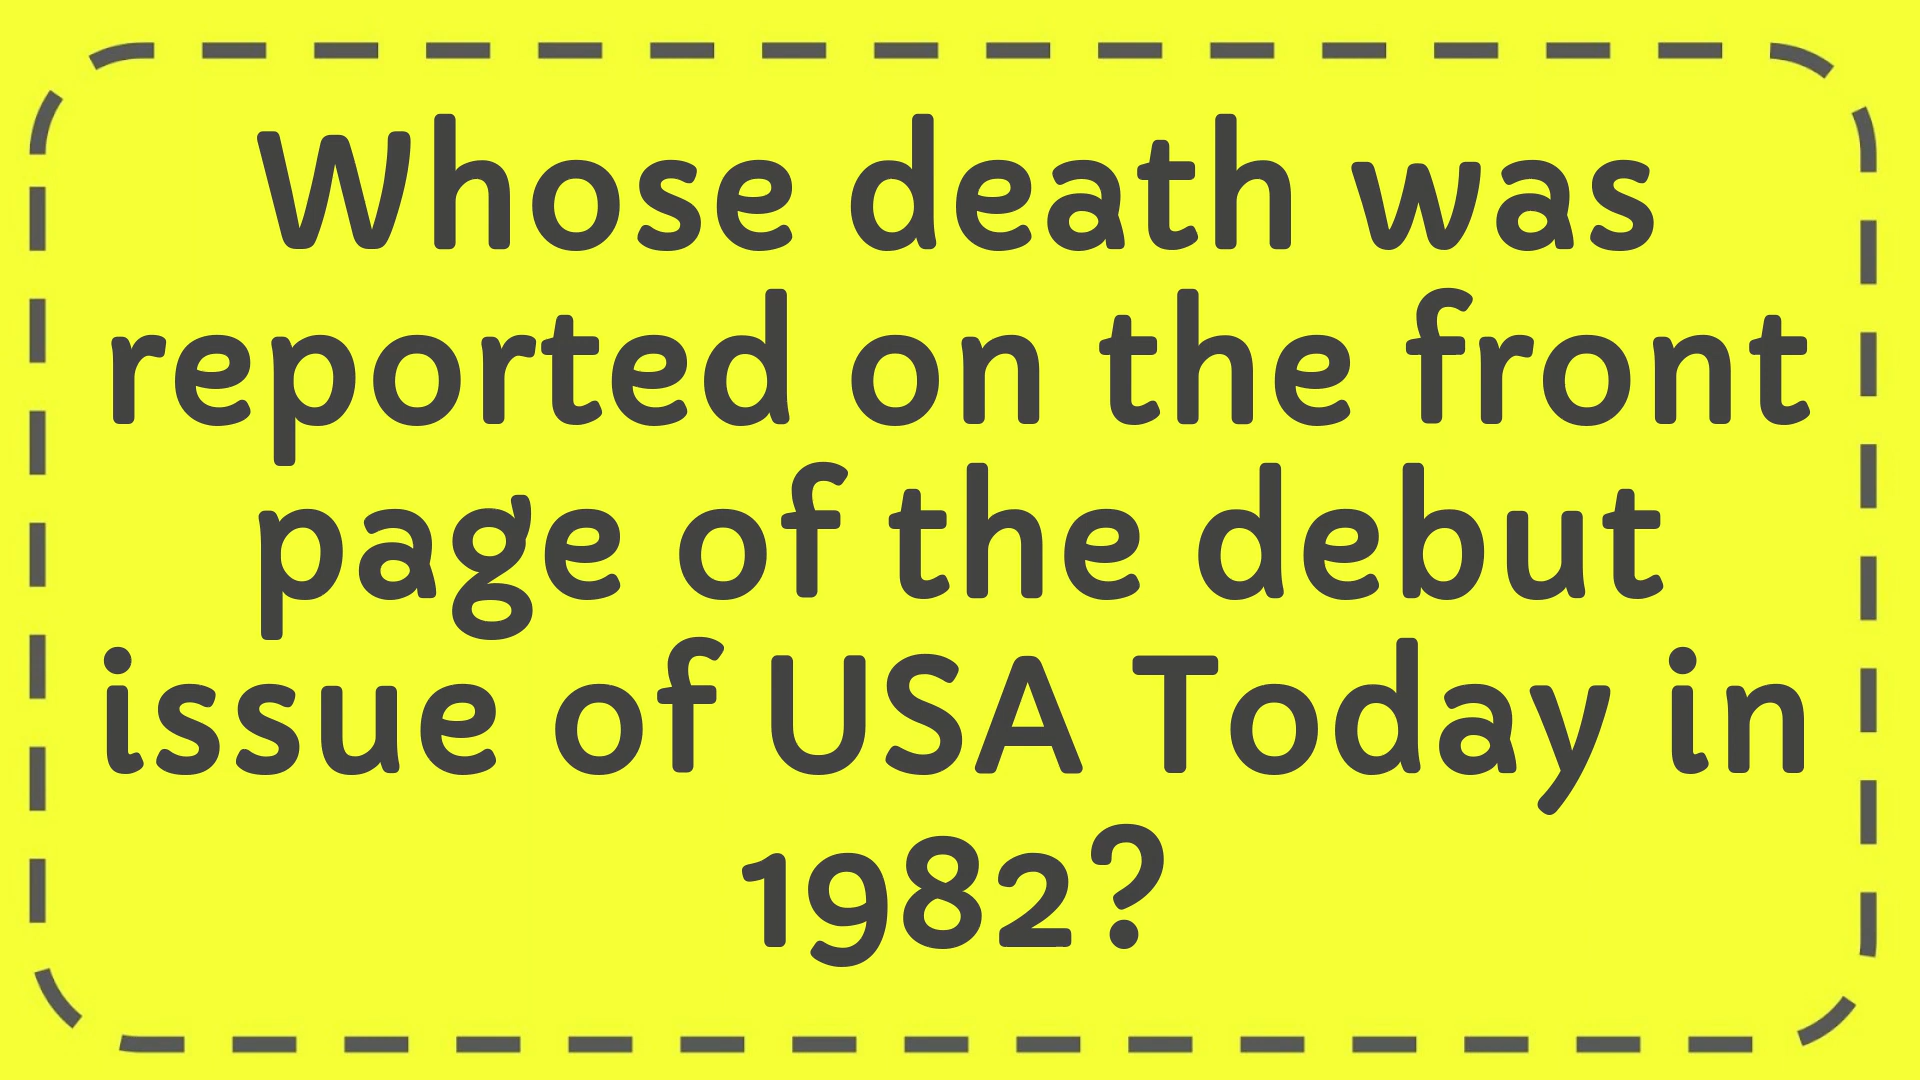 Whose death was
reported on the front
page of the debut
issue of USA Today in
1982?